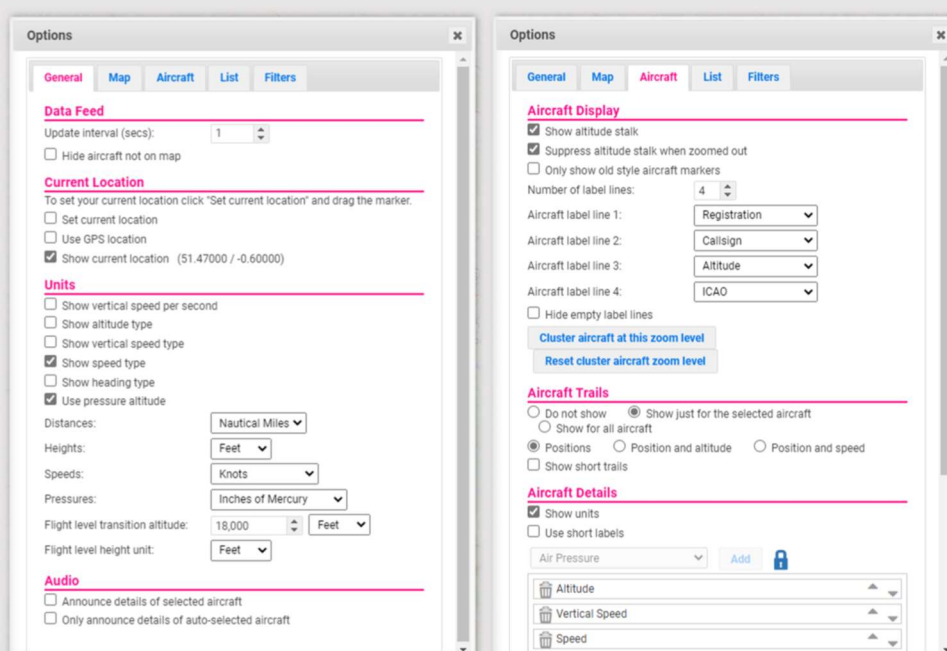 Options
General Map Aircraft List Filters
Data Feed
Update interval (secs): 1
Hide aircraft not on map
Current Location
To set your current location click "Set current location" and drag the marker.
Set current location
Use GPS location
Show current location (51.47000 / -0.60000)
Units
Show vertical speed per second
Show altitude type
Show vertical speed type
Show speed type
Show heading type
Use pressure altitude
Distances: Nautical Miles
Heights: Feet
Speeds: Knots
Pressures: Inches of Mercury
Flight level transition altitude: 18,000 Feet
Flight level height unit: Feet
Audio
Announce details of selected aircraft
Only announce details of auto-selected aircraft
Options
General Map Aircraft List Filters
Aircraft Display
Show altitude stalk
Suppress altitude stalk when zoomed out
Only show old style aircraft markers
Number of label lines: 4
Aircraft label line 1: Registration
Aircraft label line 2: Callsign
Aircraft label line 3: Altitude
Aircraft label line 4: ICAO
Hide empty label lines
Cluster aircraft at this zoom level
Reset cluster aircraft zoom level
Aircraft Trails
Do not show Show just for the selected aircraft
Show for all aircraft
Positions Position and altitude Position and speed
Show short trails
Aircraft Details
Show units
Use short labels
Air Pressure Add
Altitude
Vertical Speed
Speed